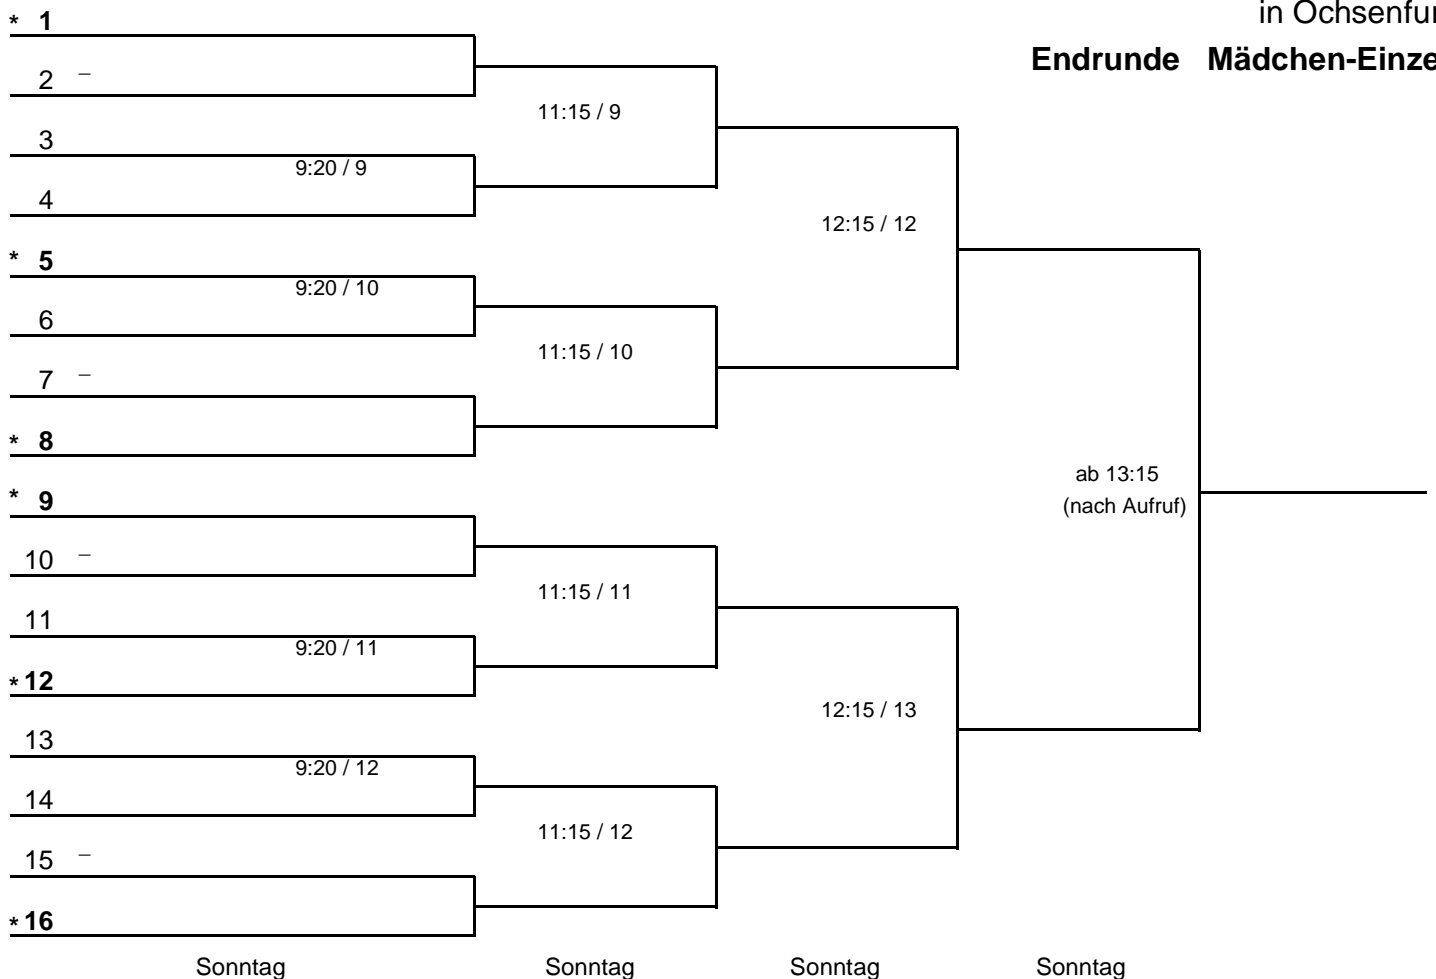 in Ochsenfur
Endrunde Mädchen-Einze
* 1
2 –
3
9:20 / 9
4
* 5
9:20 / 10
6
7 –
* 8
* 9
10 –
11
9:20 / 11
* 12
13
9:20 / 12
14
15 –
* 16
11:15 / 9
11:15 / 10
11:15 / 11
11:15 / 12
12:15 / 12
12:15 / 13
ab 13:15
(nach Aufruf)
Sonntag Sonntag Sonntag Sonntag